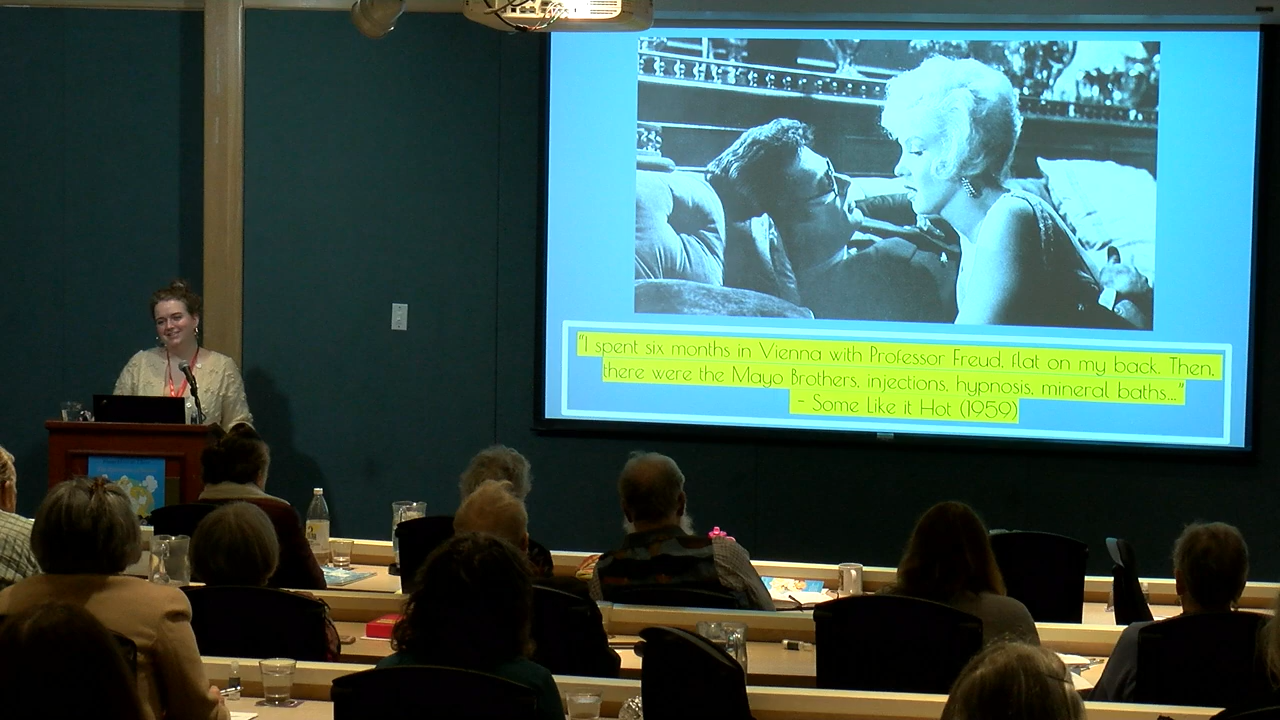 "I spent six months in Vienna with Professor Freud, flat on my back. Then,
there were the Mayo Brothers, injections, hypnosis, mineral baths..."
- Some Like it Hot (1959)